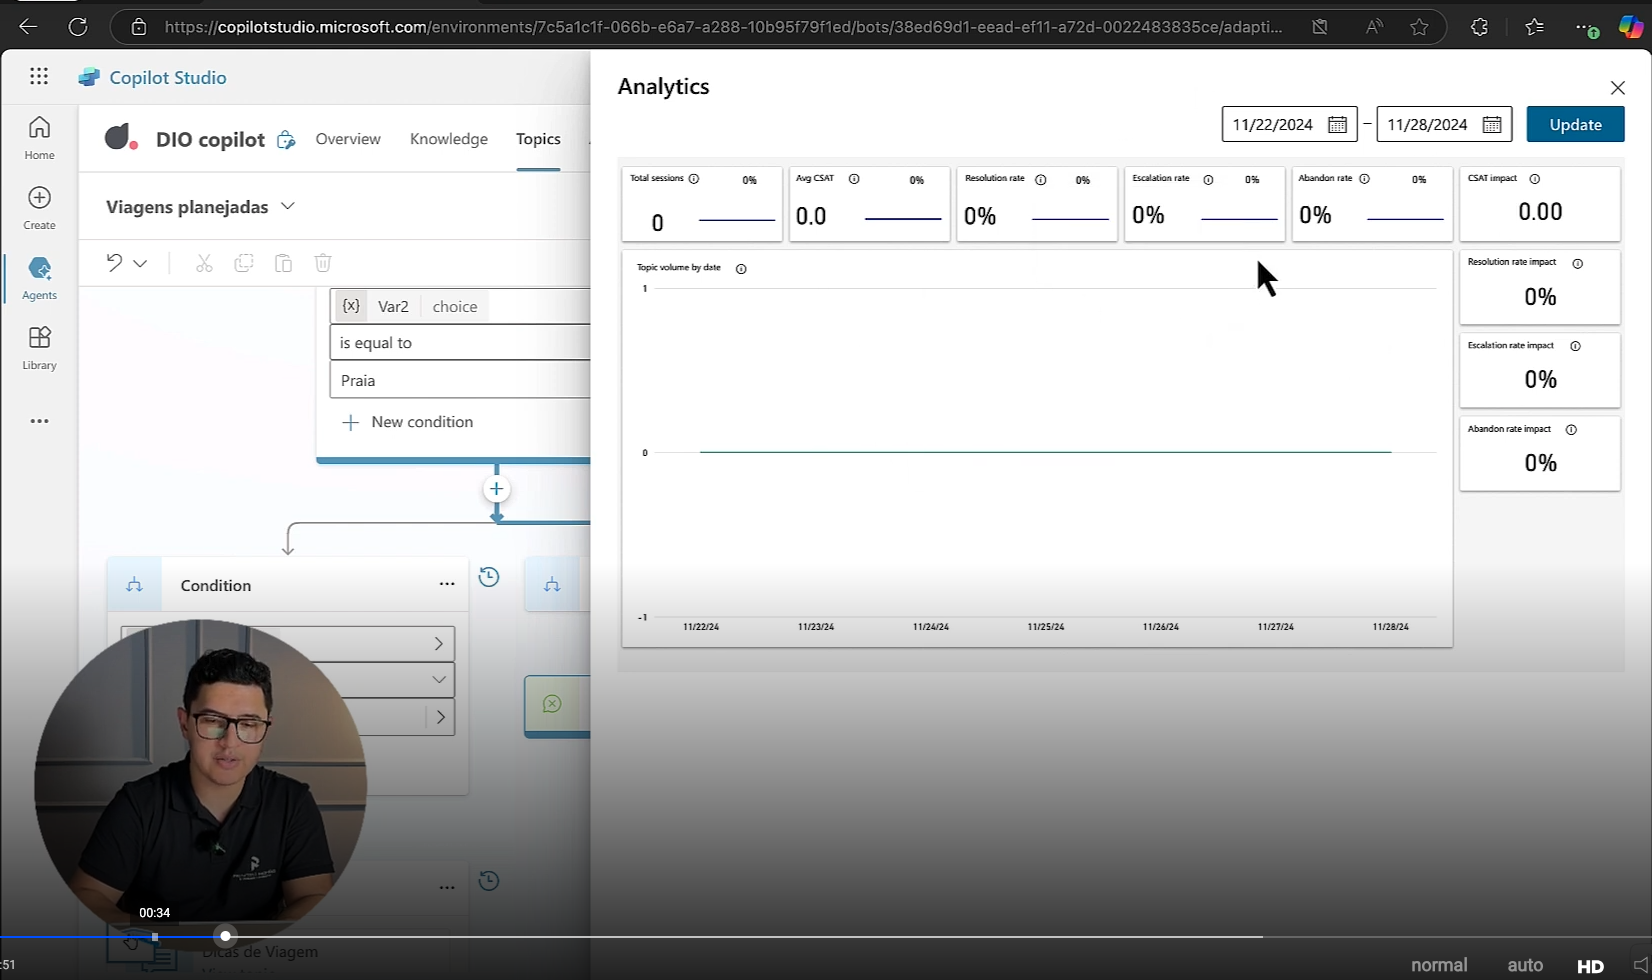 https://copilotstudio.microsoft.com/environments/7c5a1c1f-066b-e6a7-a288-10b95f79f1ed/bots/38ed69d1-eead-ef11-a72d-0022483835ce/adapti...
Copilot Studio
Home
Create
Agents
Library
DIO copilot
Overview
Knowledge
Topics
Viagens planejadas
{x} Var2 choice
is equal to
Praia
New condition
Condition
Dicas de Viagem
Analytics
11/22/2024 – 11/28/2024 Update
Total sessions 0%
0
Avg CSAT 0%
0.0
Resolution rate 0%
0%
Escalation rate 0%
0%
Abandon rate 0%
0%
CSAT impact
0.00
Topic volume by date
1
0
-1
11/22/24 11/23/24 11/24/24 11/25/24 11/26/24 11/27/24 11/28/24
Resolution rate impact
0%
Escalation rate impact
0%
Abandon rate impact
0%
00:34
:51
normal auto HD